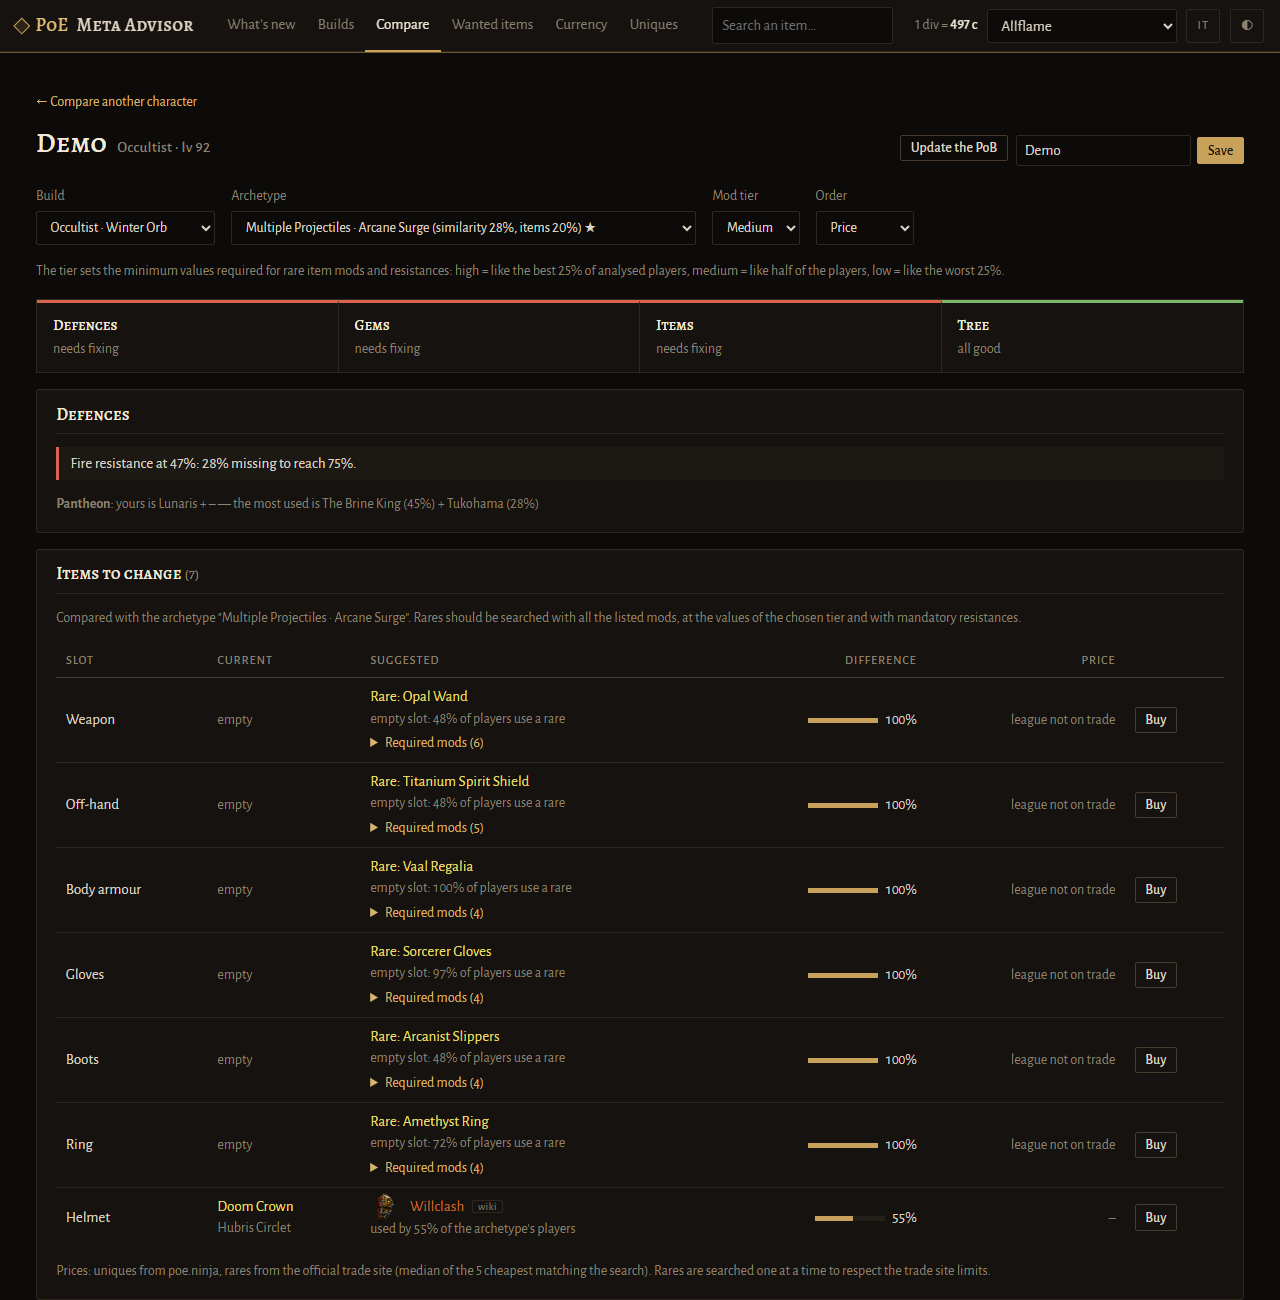 PoE Meta Advisor
What's new Builds Compare Wanted items Currency Uniques
Search an item...
1 div = 497 c
Allflame
IT
← Compare another character
Demo Occultist · lv 92
Update the PoB
Demo
Save
Build Archetype Mod tier Order
Occultist · Winter Orb
Multiple Projectiles · Arcane Surge (similarity 28%, items 20%) ★
Medium
Price
The tier sets the minimum values required for rare item mods and resistances: high = like the best 25% of analysed players, medium = like half of the players, low = like the worst 25%.
Defences
needs fixing
Gems
needs fixing
Items
needs fixing
Tree
all good
Defences
Fire resistance at 47%: 28% missing to reach 75%.
Pantheon: yours is Lunaris + – — the most used is The Brine King (45%) + Tukohama (28%)
Items to change (7)
Compared with the archetype "Multiple Projectiles · Arcane Surge". Rares should be searched with all the listed mods, at the values of the chosen tier and with mandatory resistances.
SLOT CURRENT SUGGESTED DIFFERENCE PRICE
Rare: Opal Wand
Weapon empty empty slot: 48% of players use a rare 100% league not on trade Buy
▶ Required mods (6)
Rare: Titanium Spirit Shield
Off-hand empty empty slot: 48% of players use a rare 100% league not on trade Buy
▶ Required mods (5)
Rare: Vaal Regalia
Body armour empty empty slot: 100% of players use a rare 100% league not on trade Buy
▶ Required mods (4)
Rare: Sorcerer Gloves
Gloves empty empty slot: 97% of players use a rare 100% league not on trade Buy
▶ Required mods (4)
Rare: Arcanist Slippers
Boots empty empty slot: 48% of players use a rare 100% league not on trade Buy
▶ Required mods (4)
Rare: Amethyst Ring
Ring empty empty slot: 72% of players use a rare 100% league not on trade Buy
▶ Required mods (4)
Helmet Doom Crown Willclash wiki 55% – Buy
Hubris Circlet used by 55% of the archetype's players
Prices: uniques from poe.ninja, rares from the official trade site (median of the 5 cheapest matching the search). Rares are searched one at a time to respect the trade site limits.